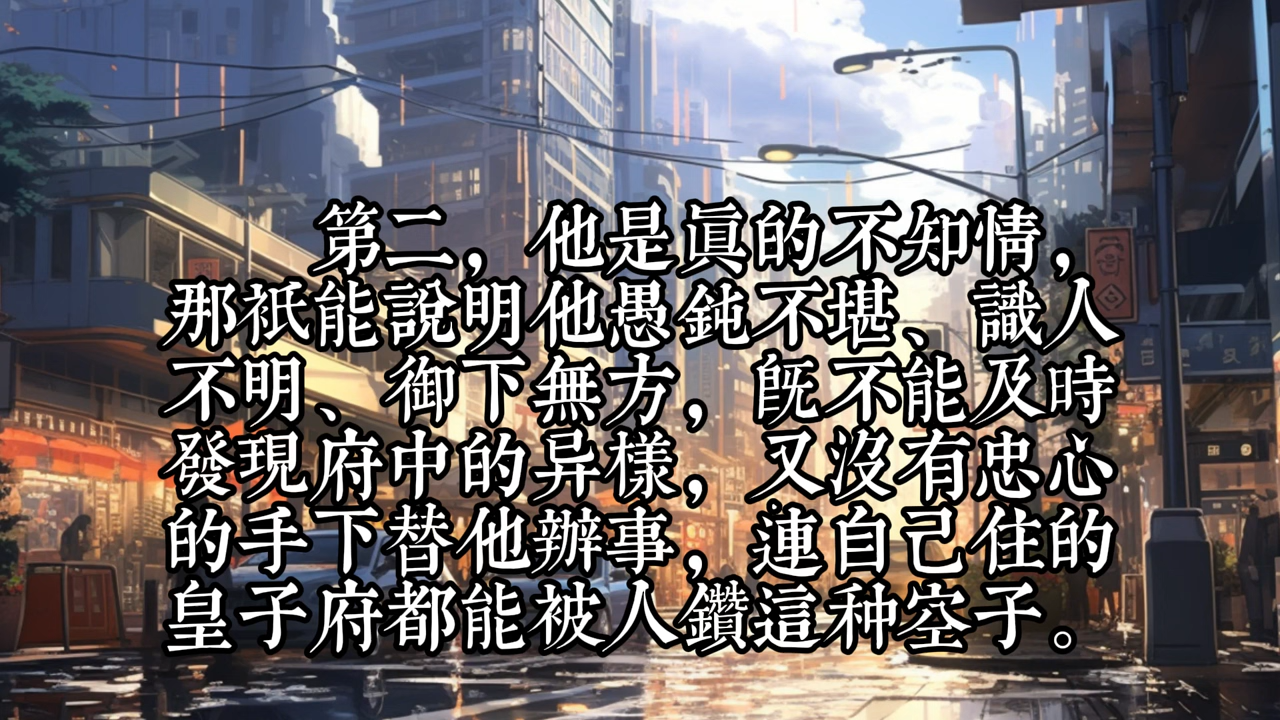 第二，他是眞的不知情，
那衹能說明他愚鈍不堪、識人
不明、御下無方，旣不能及時
發現府中的异樣，又沒有忠心
的手下替他辦事，連自己住的
皇子府都能被人鑽這种空子。